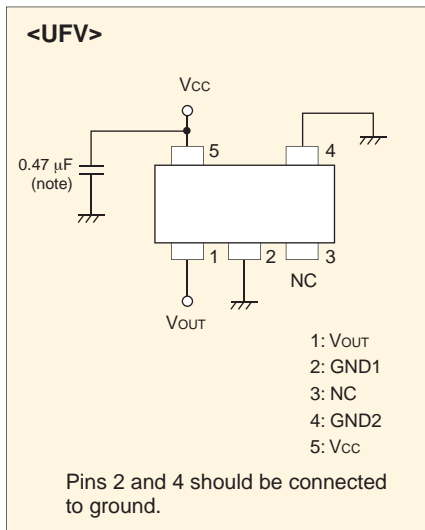 <UFV>
VCC
5
4
0.47 μF
(note)
1
2
3
NC
VOUT
1: VOUT
2: GND1
3: NC
4: GND2
5: VCC
Pins 2 and 4 should be connected
to ground.